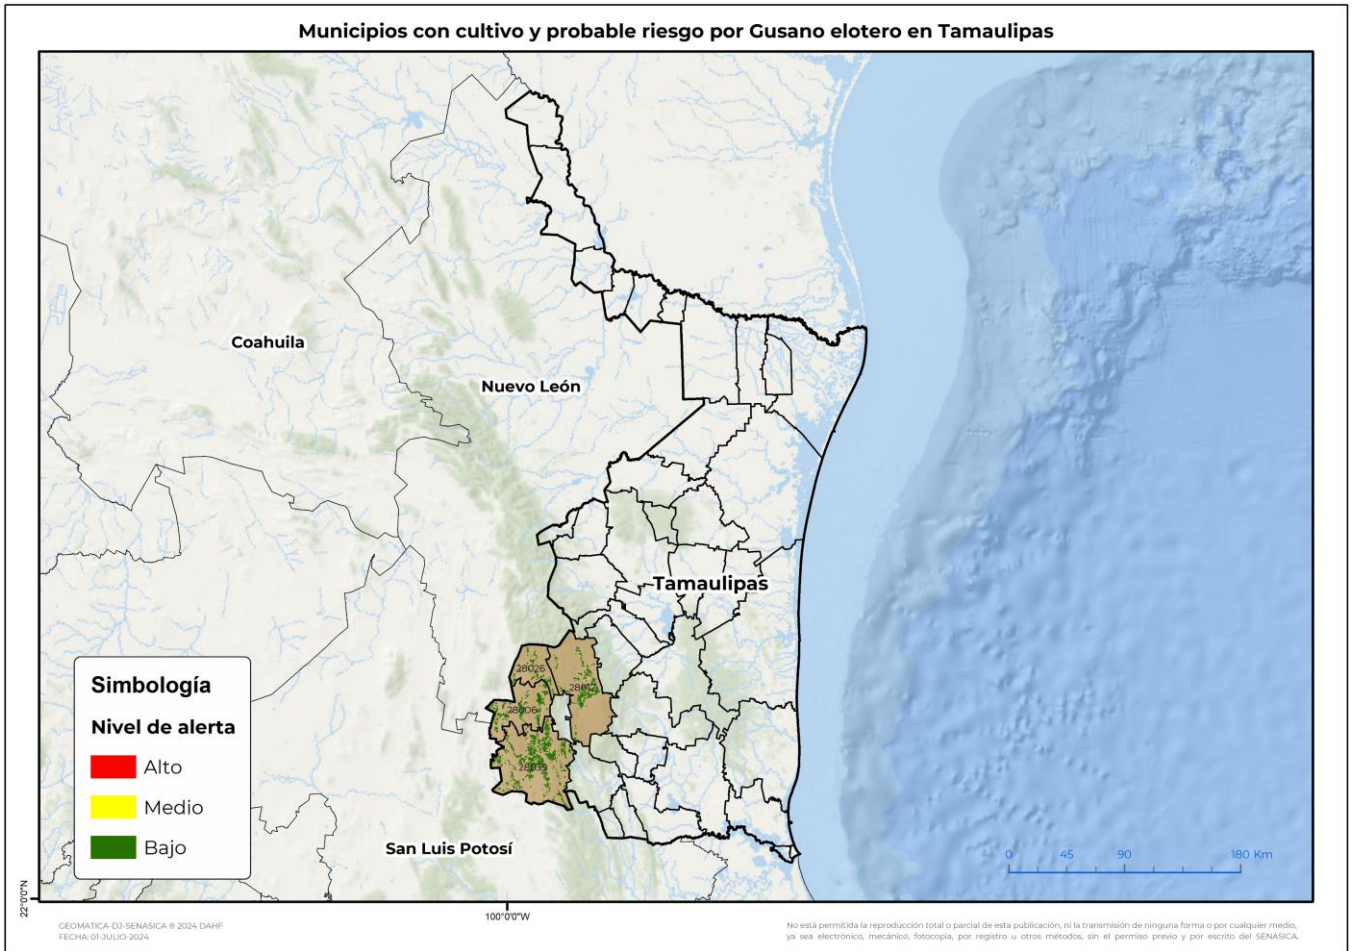 Municipios con cultivo y probable riesgo por Gusano elotero en Tamaulipas
Coahuila
Nuevo León
Tamaulipas
28026
Simbología
Nivel de alerta
Alto
Medio
Bajo
San Luis Potosí
0 45 90 180 Km
22°0'0"N
100°0'0"W
GEOMATICA-DJ-SENASICA ® 2024 DAHF
FECHA: 01-JULIO-2024
No está permitida la reproducción total o parcial de esta publicación, ni la transmisión de ninguna forma o por cualquier medio,
ya sea electrónico, mecánico, fotocopia, por registro u otros métodos, sin el permiso previo y por escrito del SENASICA.